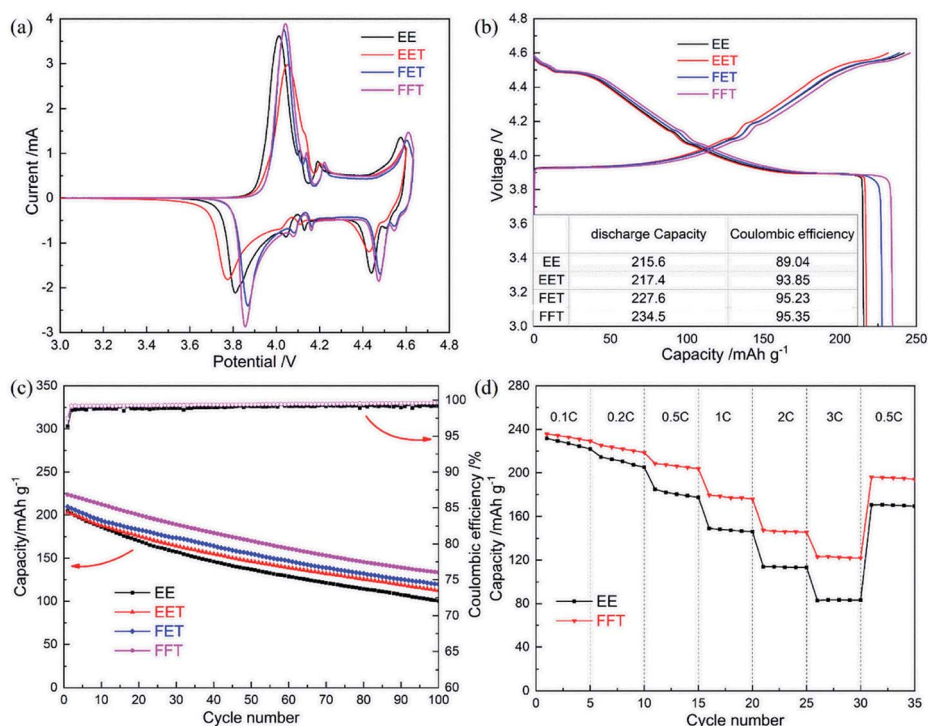 (a)
EE
EET
FET
FFT
Current /mA
4
3
2
1
0
-1
-2
-3
3.0 3.2 3.4 3.6 3.8 4.0 4.2 4.4 4.6 4.8
Potential /V
(b)
EE
EET
FET
FFT
Voltage /V
4.8
4.5
4.2
3.9
3.6
3.3
3.0
discharge Capacity Coulombic efficiency
EE 215.6 89.04
EET 217.4 93.85
FET 227.6 95.23
FFT 234.5 95.35
0 50 100 150 200 250
Capacity /mAh g-1
(c)
Capacity/mAh g-1
350
300
250
200
150
100
50
0
EE
EET
FET
FFT
100
95
90
85
80
75
70
65
60
Coulombic efficiency /%
0 10 20 30 40 50 60 70 80 90 100
Cycle number
(d)
Capacity /mAh g-1
280
240
200
160
120
80
40
0
0.1C 0.2C 0.5C 1C 2C 3C 0.5C
EE
FFT
0 5 10 15 20 25 30 35
Cycle number